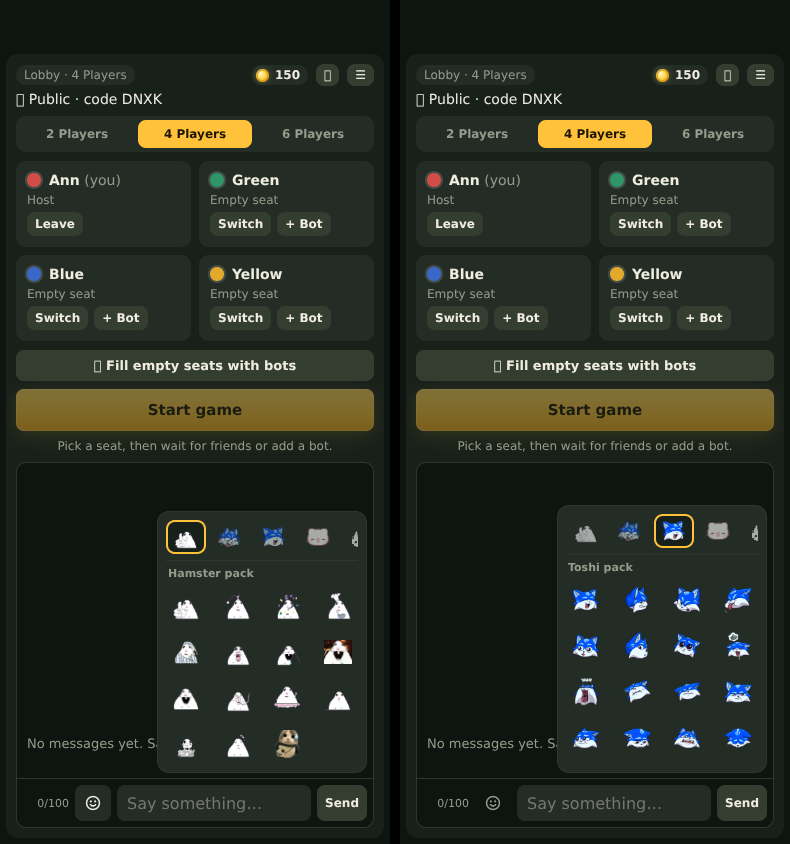 Lobby · 4 Players
150
☰
Public · code DNXK
2 Players
4 Players
6 Players
Ann (you)
Host
Leave
Green
Empty seat
Switch
+ Bot
Blue
Empty seat
Switch
+ Bot
Yellow
Empty seat
Switch
+ Bot
Fill empty seats with bots
Start game
Pick a seat, then wait for friends or add a bot.
Hamster pack
No messages yet.
0/100
Say something…
Send
Lobby · 4 Players
150
☰
Public · code DNXK
2 Players
4 Players
6 Players
Ann (you)
Host
Leave
Green
Empty seat
Switch
+ Bot
Blue
Empty seat
Switch
+ Bot
Yellow
Empty seat
Switch
+ Bot
Fill empty seats with bots
Start game
Pick a seat, then wait for friends or add a bot.
Toshi pack
No messages yet.
0/100
Say something…
Send